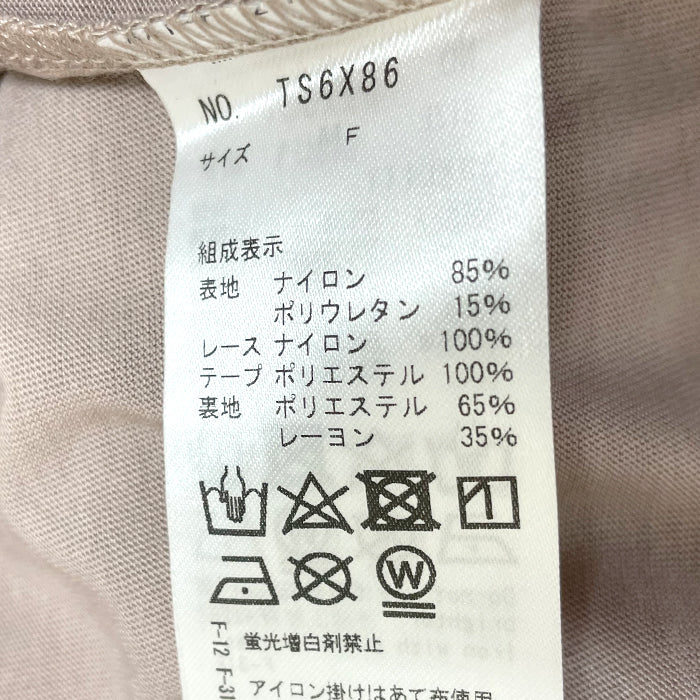 NO. TS6X86
サイズ F
組成表示
表地 ナイロン 85%
ポリウレタン 15%
レース ナイロン 100%
テープ ポリエステル 100%
裏地 ポリエステル 65%
レーヨン 35%
W
F-12 F-31
蛍光増白剤禁止
アイロン掛けはあて布使用